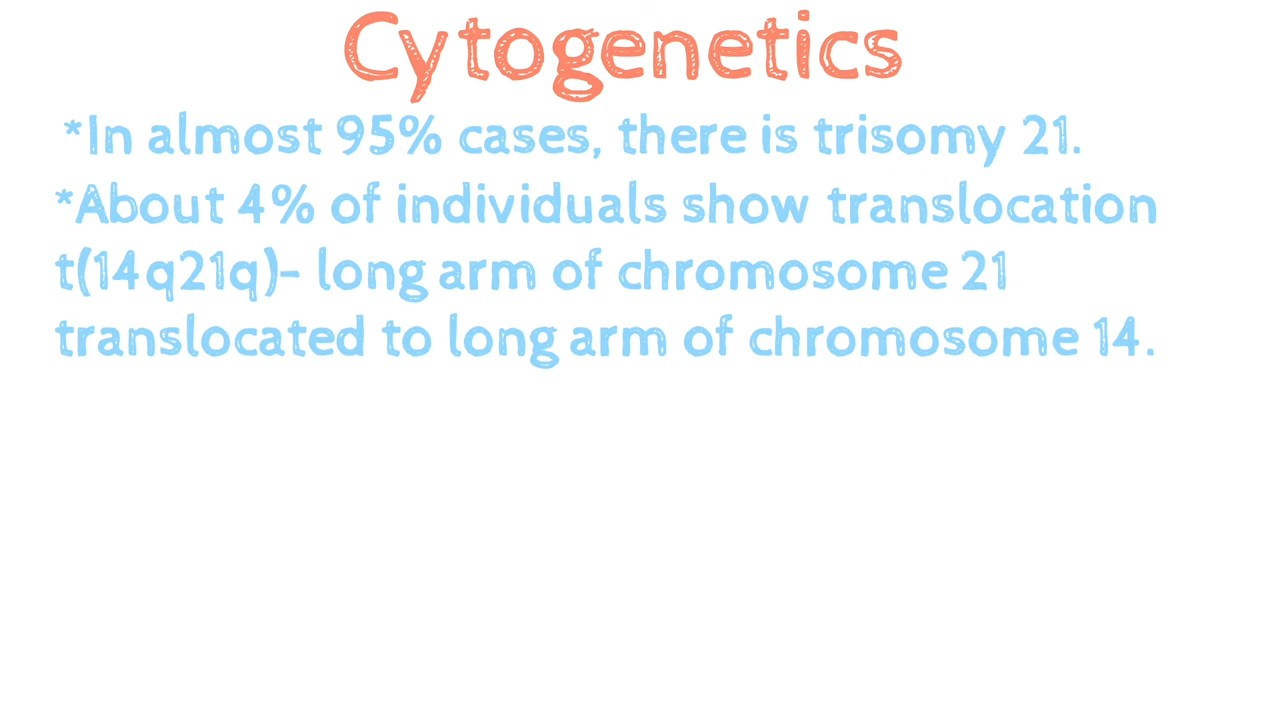 Cytogenetics
*In almost 95% cases, there is trisomy 21.
*About 4% of individuals show translocation
t(14q21q)- long arm of chromosome 21
translocated to long arm of chromosome 14.